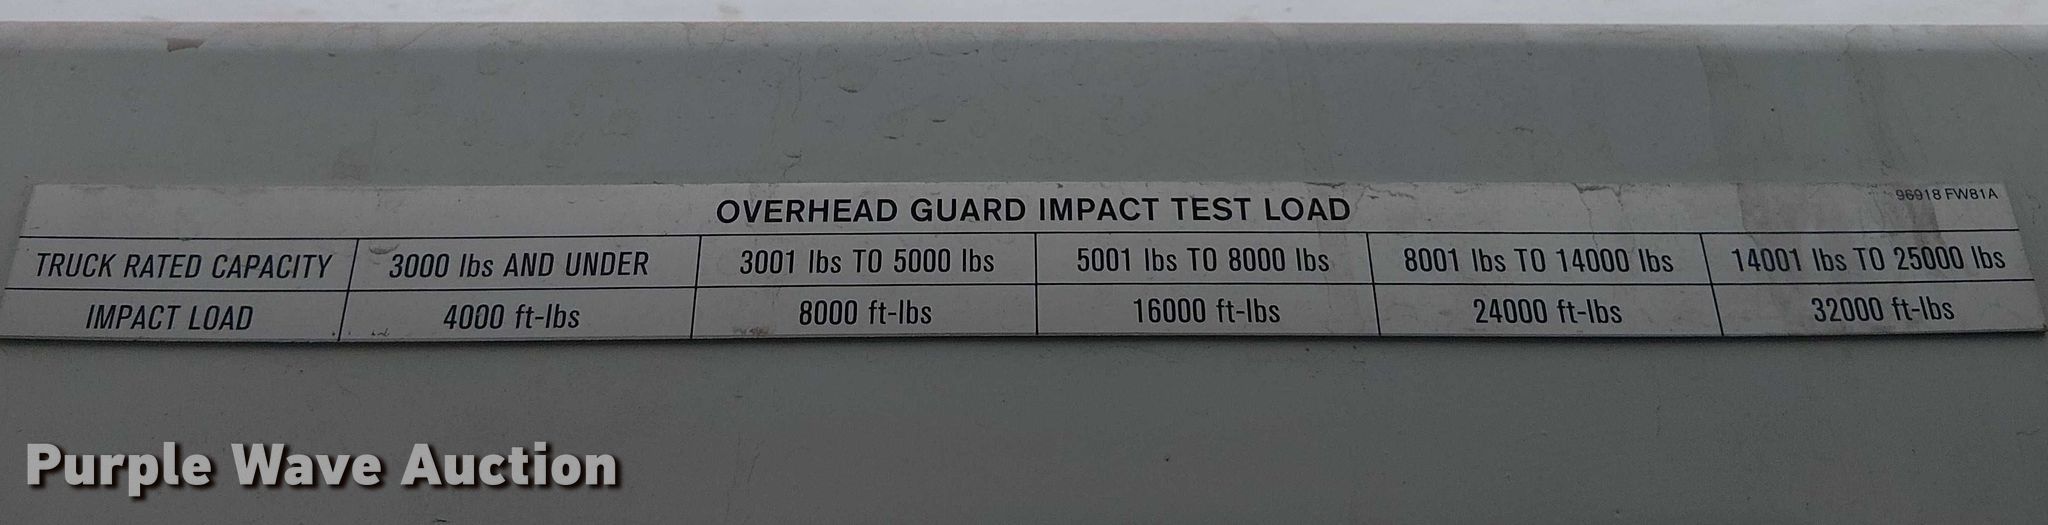 96918 FW81A
OVERHEAD GUARD IMPACT TEST LOAD
TRUCK RATED CAPACITY 3000 lbs AND UNDER 3001 lbs TO 5000 lbs 5001 lbs TO 8000 lbs 8001 lbs TO 14000 lbs 14001 lbs TO 25000 lbs
IMPACT LOAD 4000 ft-lbs 8000 ft-lbs 16000 ft-lbs 24000 ft-lbs 32000 ft-lbs
Purple Wave Auction